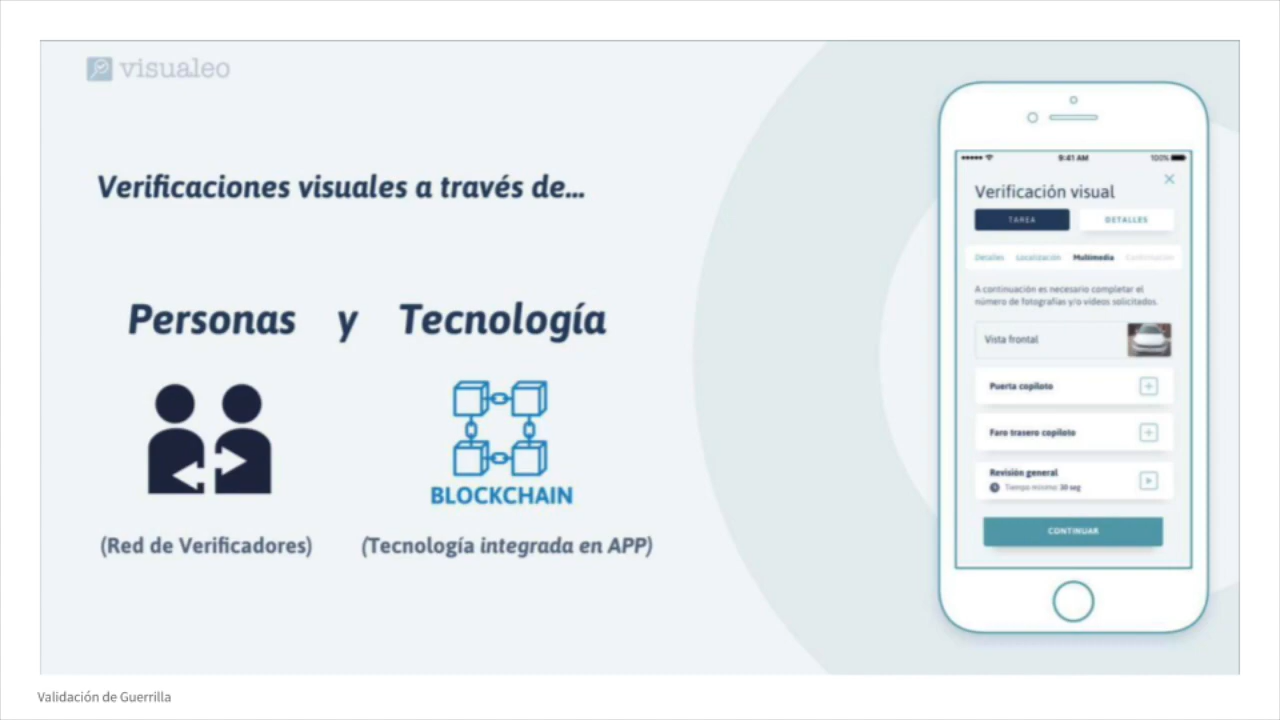 visualeo
Verificaciones visuales a través de...
Personas y Tecnología
BLOCKCHAIN
(Red de Verificadores) (Tecnología integrada en APP)
9:41 AM 100%
Verificación visual
TAREA DETALLES
Detalles Localización Multimedia Confirmación
A continuación es necesario completar el
número de fotografías y/o vídeos solicitados.
Vista frontal
Puerta copiloto
Faro trasero copiloto
Revisión general
Tiempo mínimo 30 seg
CONTINUAR
Validación de Guerrilla